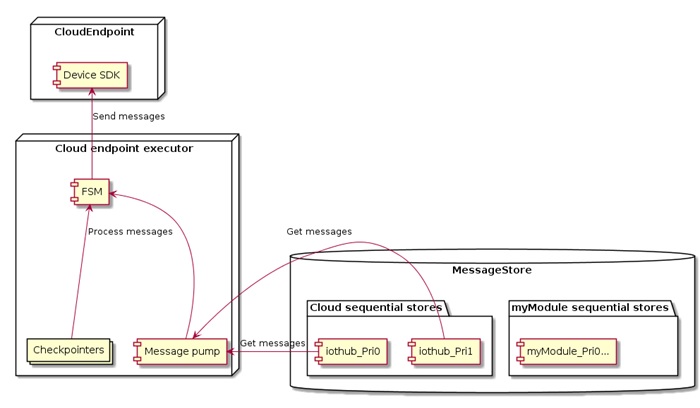 CloudEndpoint
Device SDK
Send messages
Cloud endpoint executor
FSM
Process messages
Get messages
MessageStore
Cloud sequential stores
myModule sequential stores
Checkpointers
Message pump
Get messages
iothub_Pri0
iothub_Pri1
myModule_Pri0...